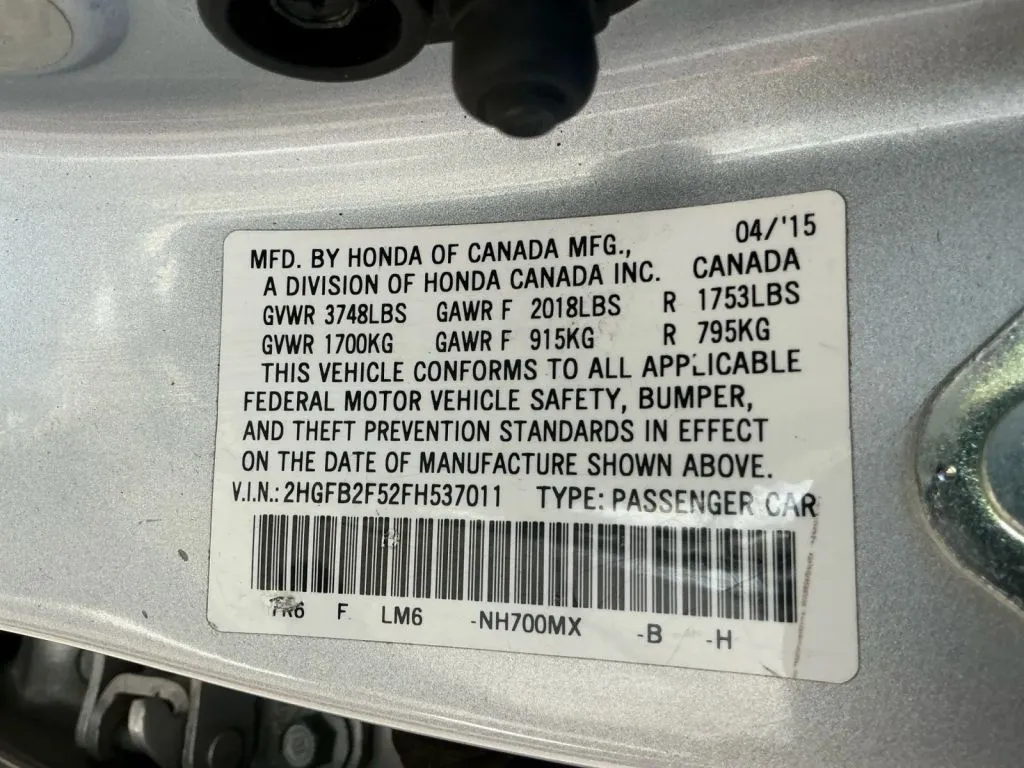 04/'15
MFD. BY HONDA OF CANADA MFG.,
A DIVISION OF HONDA CANADA INC. CANADA
GVWR 3748LBS GAWR F 2018LBS R 1753LBS
GVWR 1700KG GAWR F 915KG R 795KG
THIS VEHICLE CONFORMS TO ALL APPLICABLE
FEDERAL MOTOR VEHICLE SAFETY, BUMPER,
AND THEFT PREVENTION STANDARDS IN EFFECT
ON THE DATE OF MANUFACTURE SHOWN ABOVE.
V.I.N.: 2HGFB2F52FH537011 TYPE: PASSENGER CAR
TR6 F LM6 -NH700MX -B -H